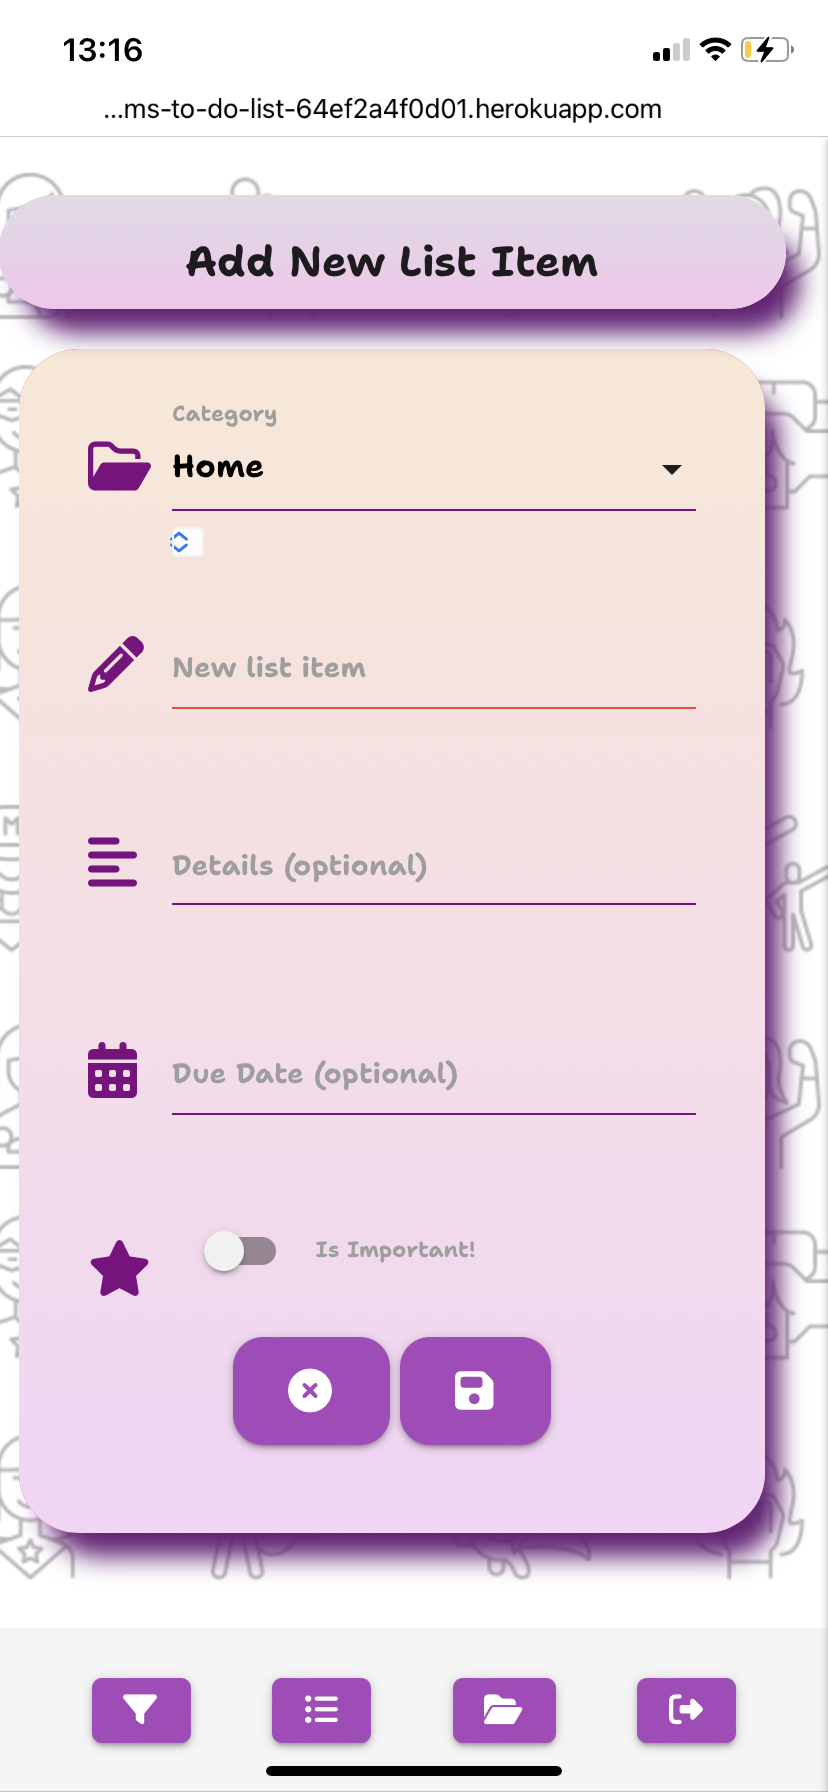 13:16
...ms-to-do-list-64ef2a4f0d01.herokuapp.com
Add New List Item
Category
Home
New list item
Details (optional)
Due Date (optional)
Is Important!